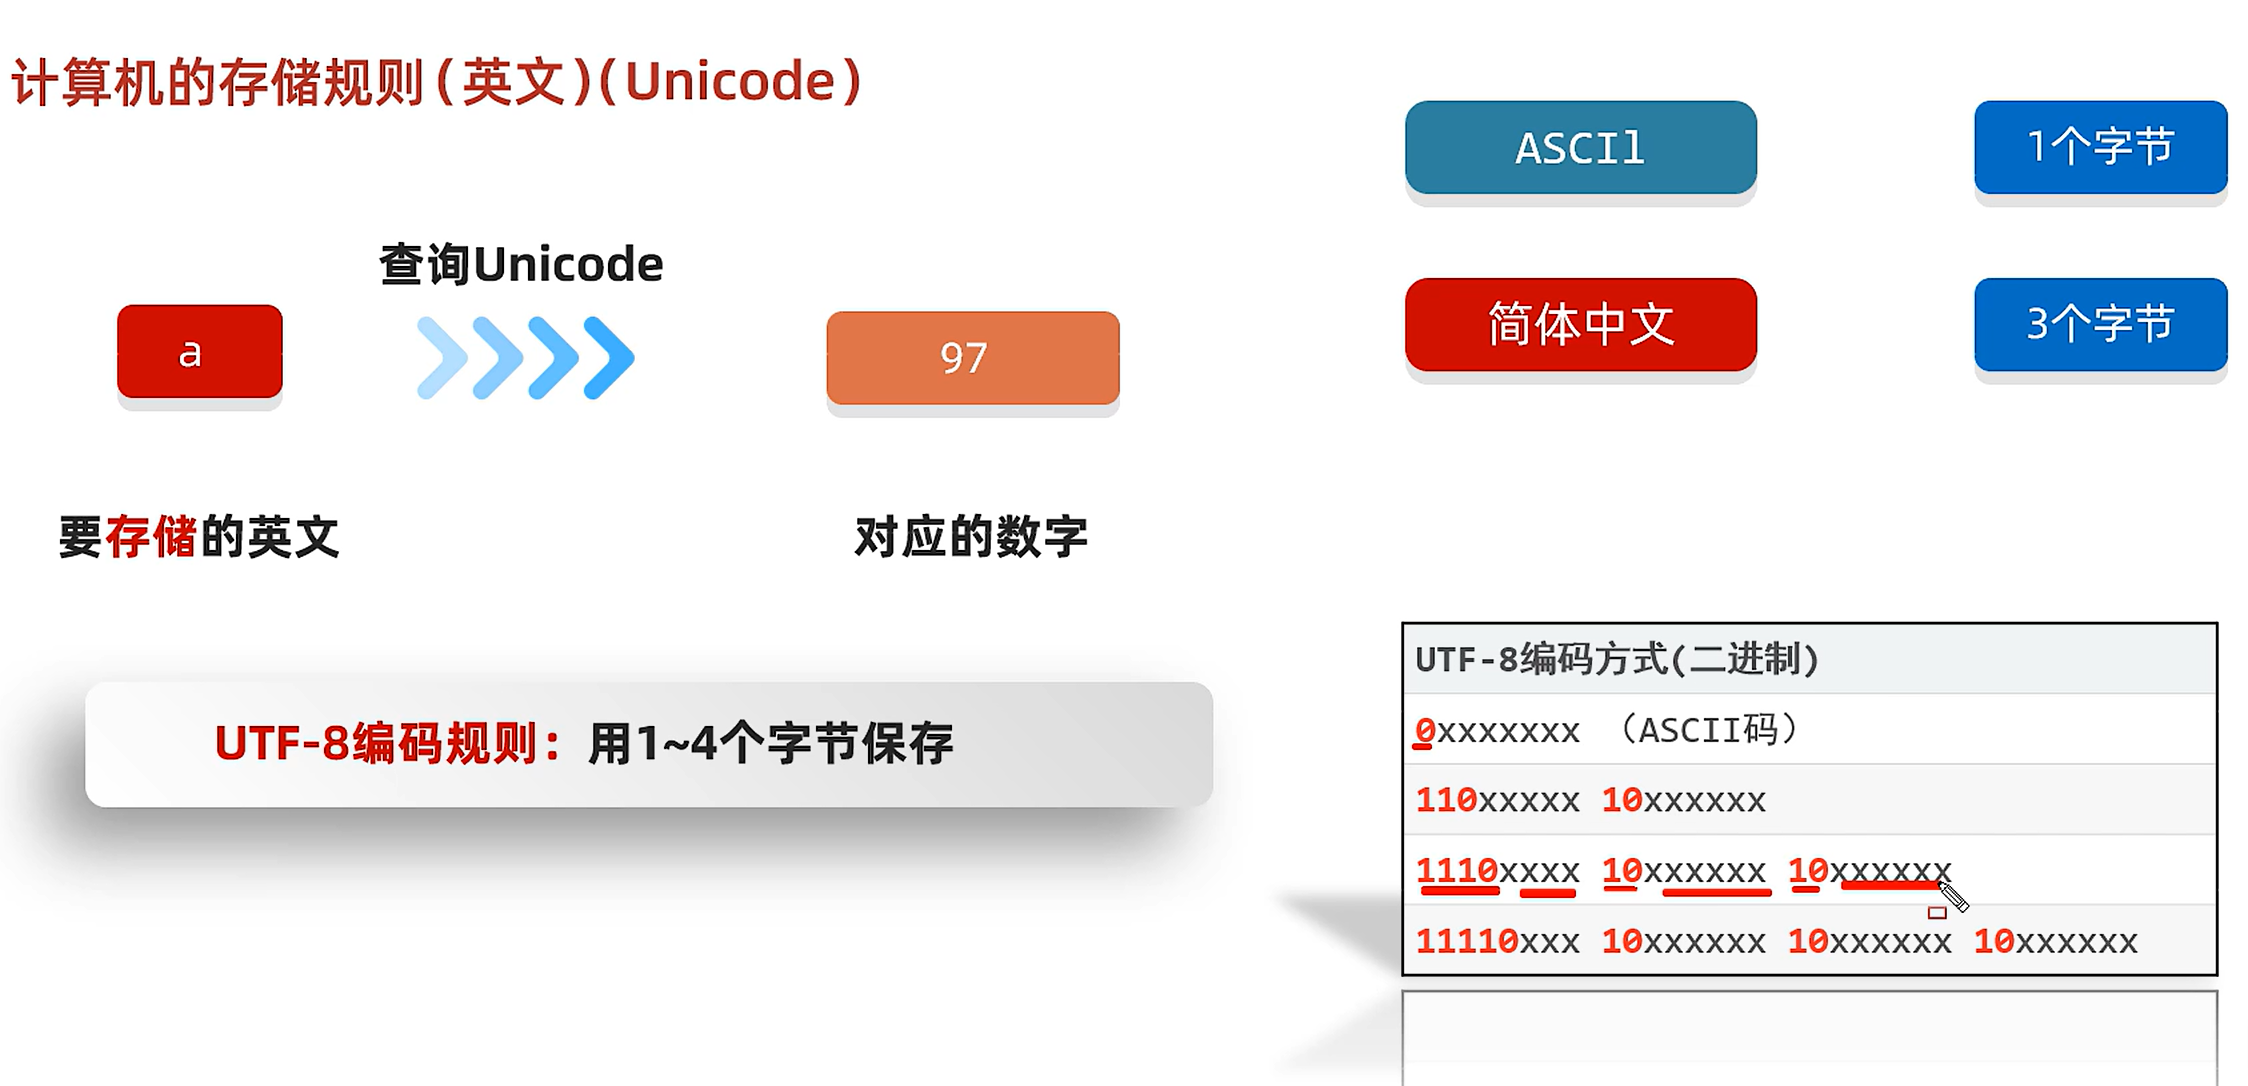 计算机的存储规则(英文)(Unicode)
ASCIl
1个字节
查询Unicode
a
97
简体中文
3个字节
要存储的英文
对应的数字
UTF-8编码规则：用1~4个字节保存
UTF-8编码方式(二进制)
0xxxxxxx （ASCII码）
110xxxxx 10xxxxxx
1110xxxx 10xxxxxx 10xxxxxx
11110xxx 10xxxxxx 10xxxxxx 10xxxxxx